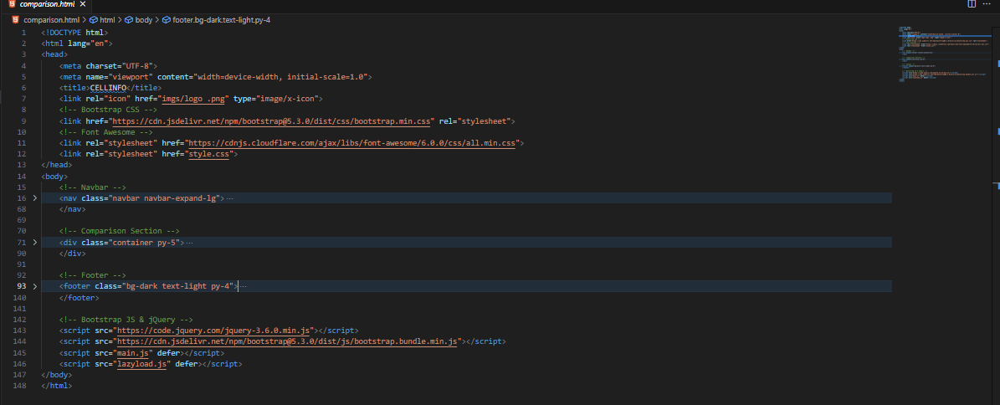 comparison.html ×
comparison.html > html > body > footer.bg-dark.text-light.py-4
1 <!DOCTYPE html>
2 <html lang="en">
3 <head>
4 <meta charset="UTF-8">
5 <meta name="viewport" content="width=device-width, initial-scale=1.0">
6 <title>CELLINFO</title>
7 <link rel="icon" href="imgs/logo .png" type="image/x-icon">
8 <!-- Bootstrap CSS -->
9 <link href="https://cdn.jsdelivr.net/npm/bootstrap@5.3.0/dist/css/bootstrap.min.css" rel="stylesheet">
10 <!-- Font Awesome -->
11 <link rel="stylesheet" href="https://cdnjs.cloudflare.com/ajax/libs/font-awesome/6.0.0/css/all.min.css">
12 <link rel="stylesheet" href="style.css">
13 </head>
14 <body>
15 <!-- Navbar -->
16 > <nav class="navbar navbar-expand-lg"> ...
68 </nav>
69
70 <!-- Comparison Section -->
71 > <div class="container py-5"> ...
90 </div>
91
92 <!-- Footer -->
93 > <footer class="bg-dark text-light py-4"> ...
140 </footer>
141
142 <!-- Bootstrap JS & jQuery -->
143 <script src="https://code.jquery.com/jquery-3.6.0.min.js"></script>
144 <script src="https://cdn.jsdelivr.net/npm/bootstrap@5.3.0/dist/js/bootstrap.bundle.min.js"></script>
145 <script src="main.js" defer></script>
146 <script src="lazyload.js" defer></script>
147 </body>
148 </html>